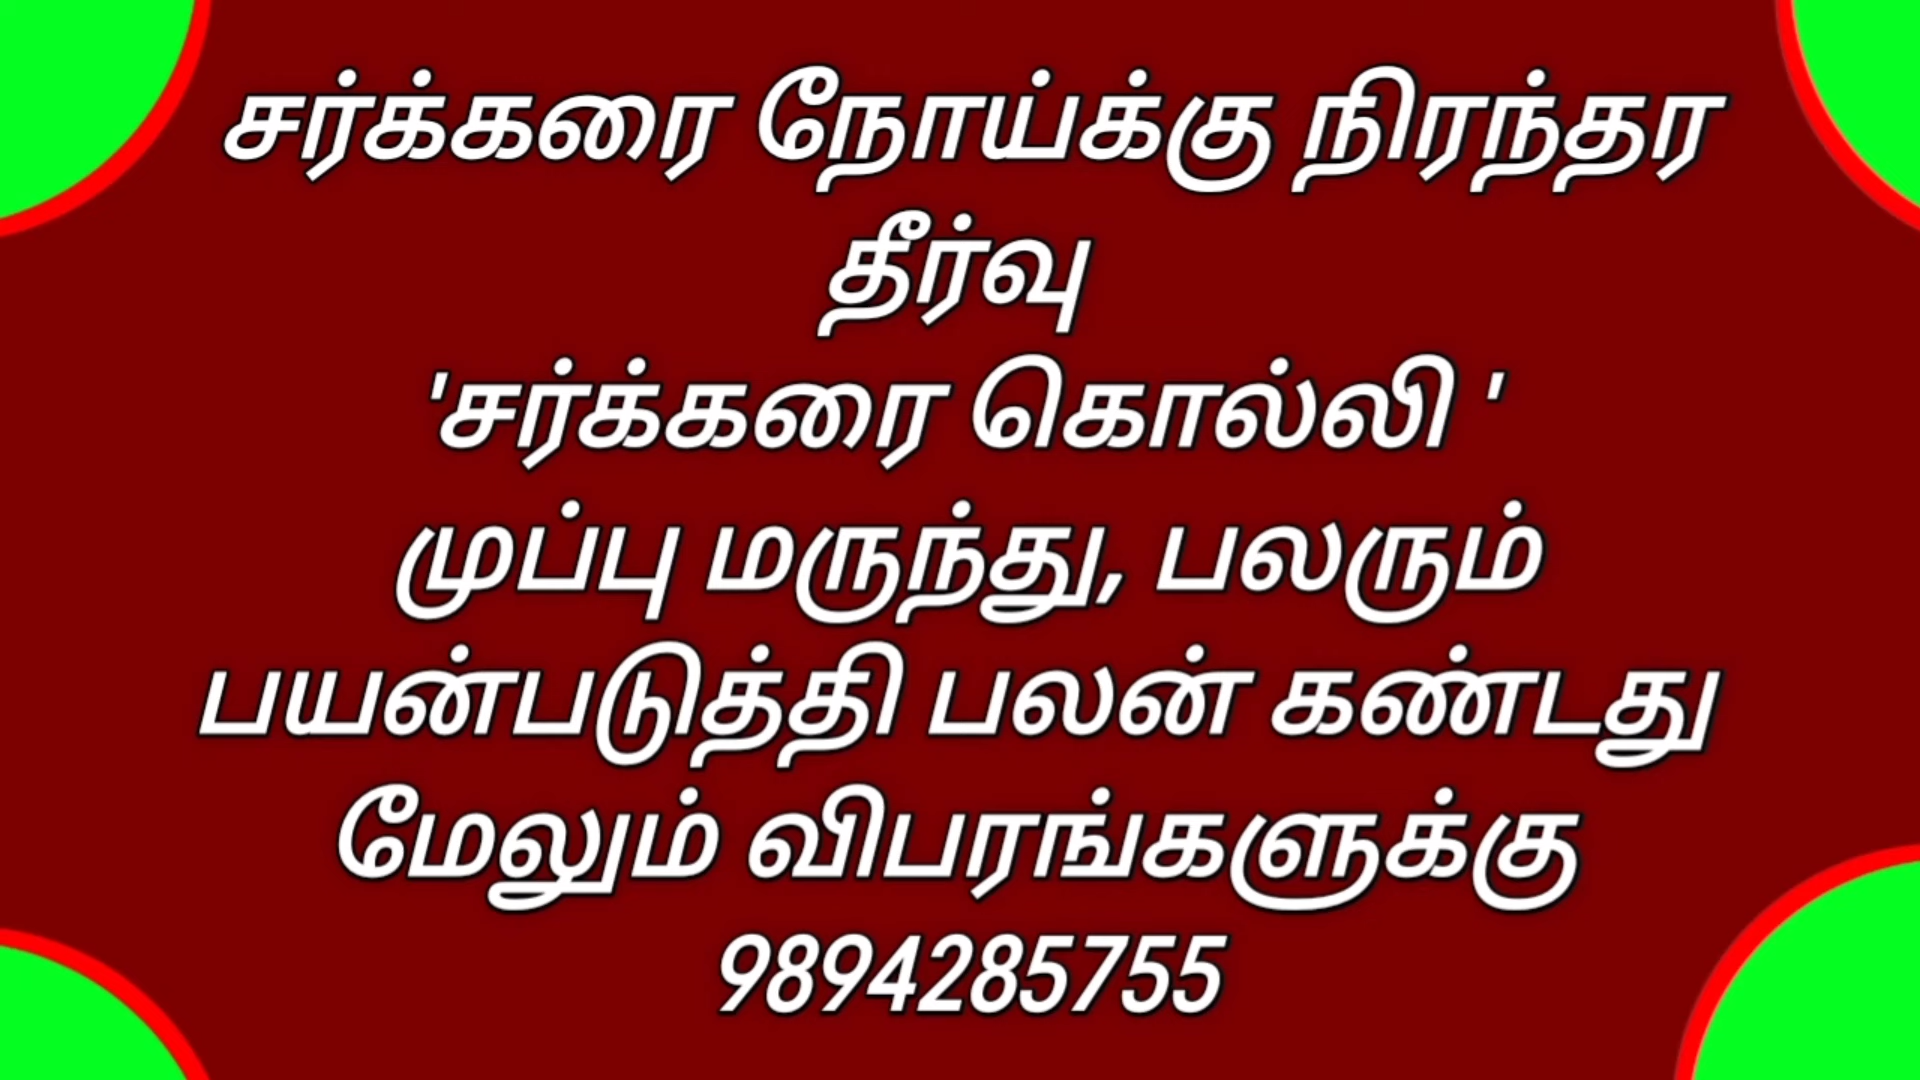 சர்க்கரை நோய்க்கு நிரந்தர
தீர்வு
'சர்க்கரை கொல்லி '
முப்பு மருந்து, பலரும்
பயன்படுத்தி பலன் கண்டது
மேலும் விபரங்களுக்கு
9894285755